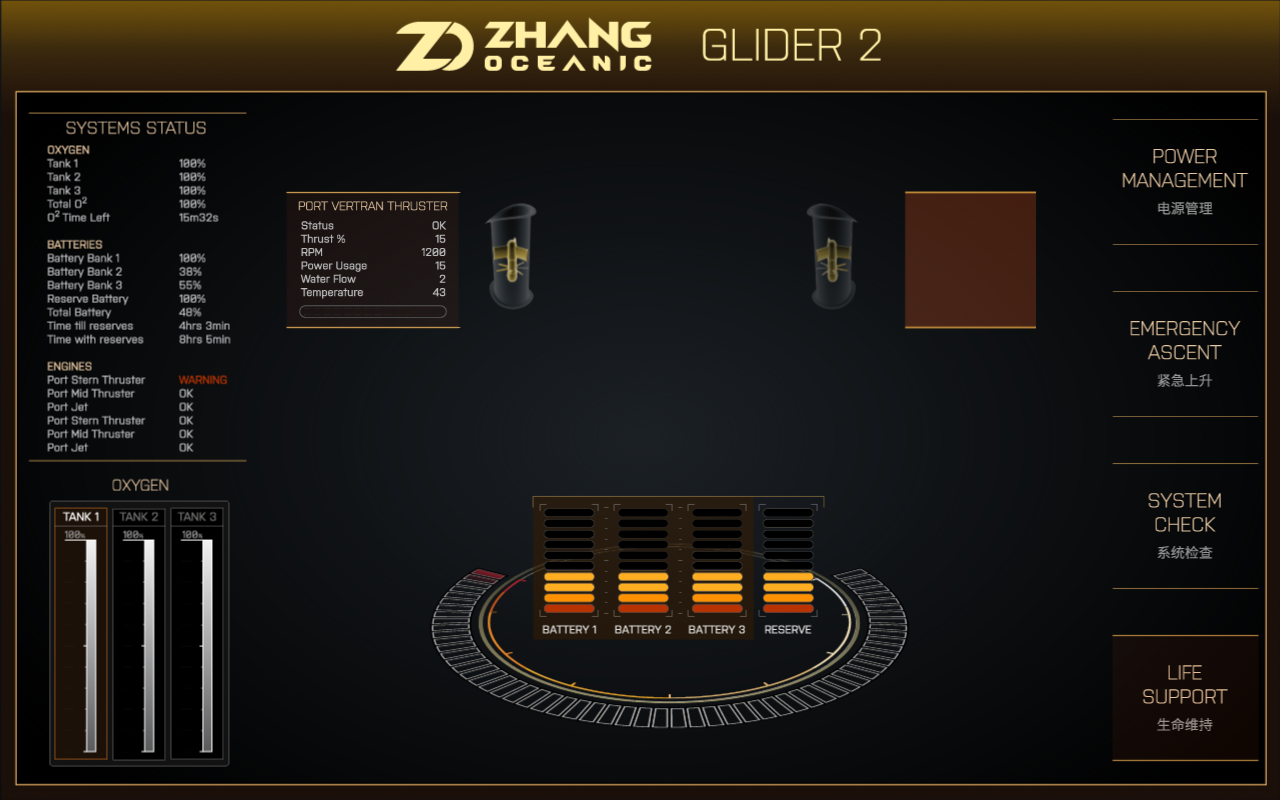 ZHANG
OCEANIC
GLIDER 2
SYSTEMS STATUS
OXYGEN
Tank 1 100%
Tank 2 100%
Tank 3 100%
Total O² 100%
O² Time Left 15m32s
BATTERIES
Battery Bank 1 100%
Battery Bank 2 38%
Battery Bank 3 55%
Reserve Battery 100%
Total Battery 48%
Time till reserves 4hrs 3min
Time with reserves 8hrs 5min
ENGINES
Port Stern Thruster WARNING
Port Mid Thruster OK
Port Jet OK
Port Stern Thruster OK
Port Mid Thruster OK
Port Jet OK
OXYGEN
TANK 1 TANK 2 TANK 3
100% 100% 100%
PORT VERTRAN THRUSTER
Status OK
Thrust % 15
RPM 1200
Power Usage 15
Water Flow 2
Temperature 43
BATTERY 1 BATTERY 2 BATTERY 3 RESERVE
POWER
MANAGEMENT
电源管理
EMERGENCY
ASCENT
紧急上升
SYSTEM
CHECK
系统检查
LIFE
SUPPORT
生命维持